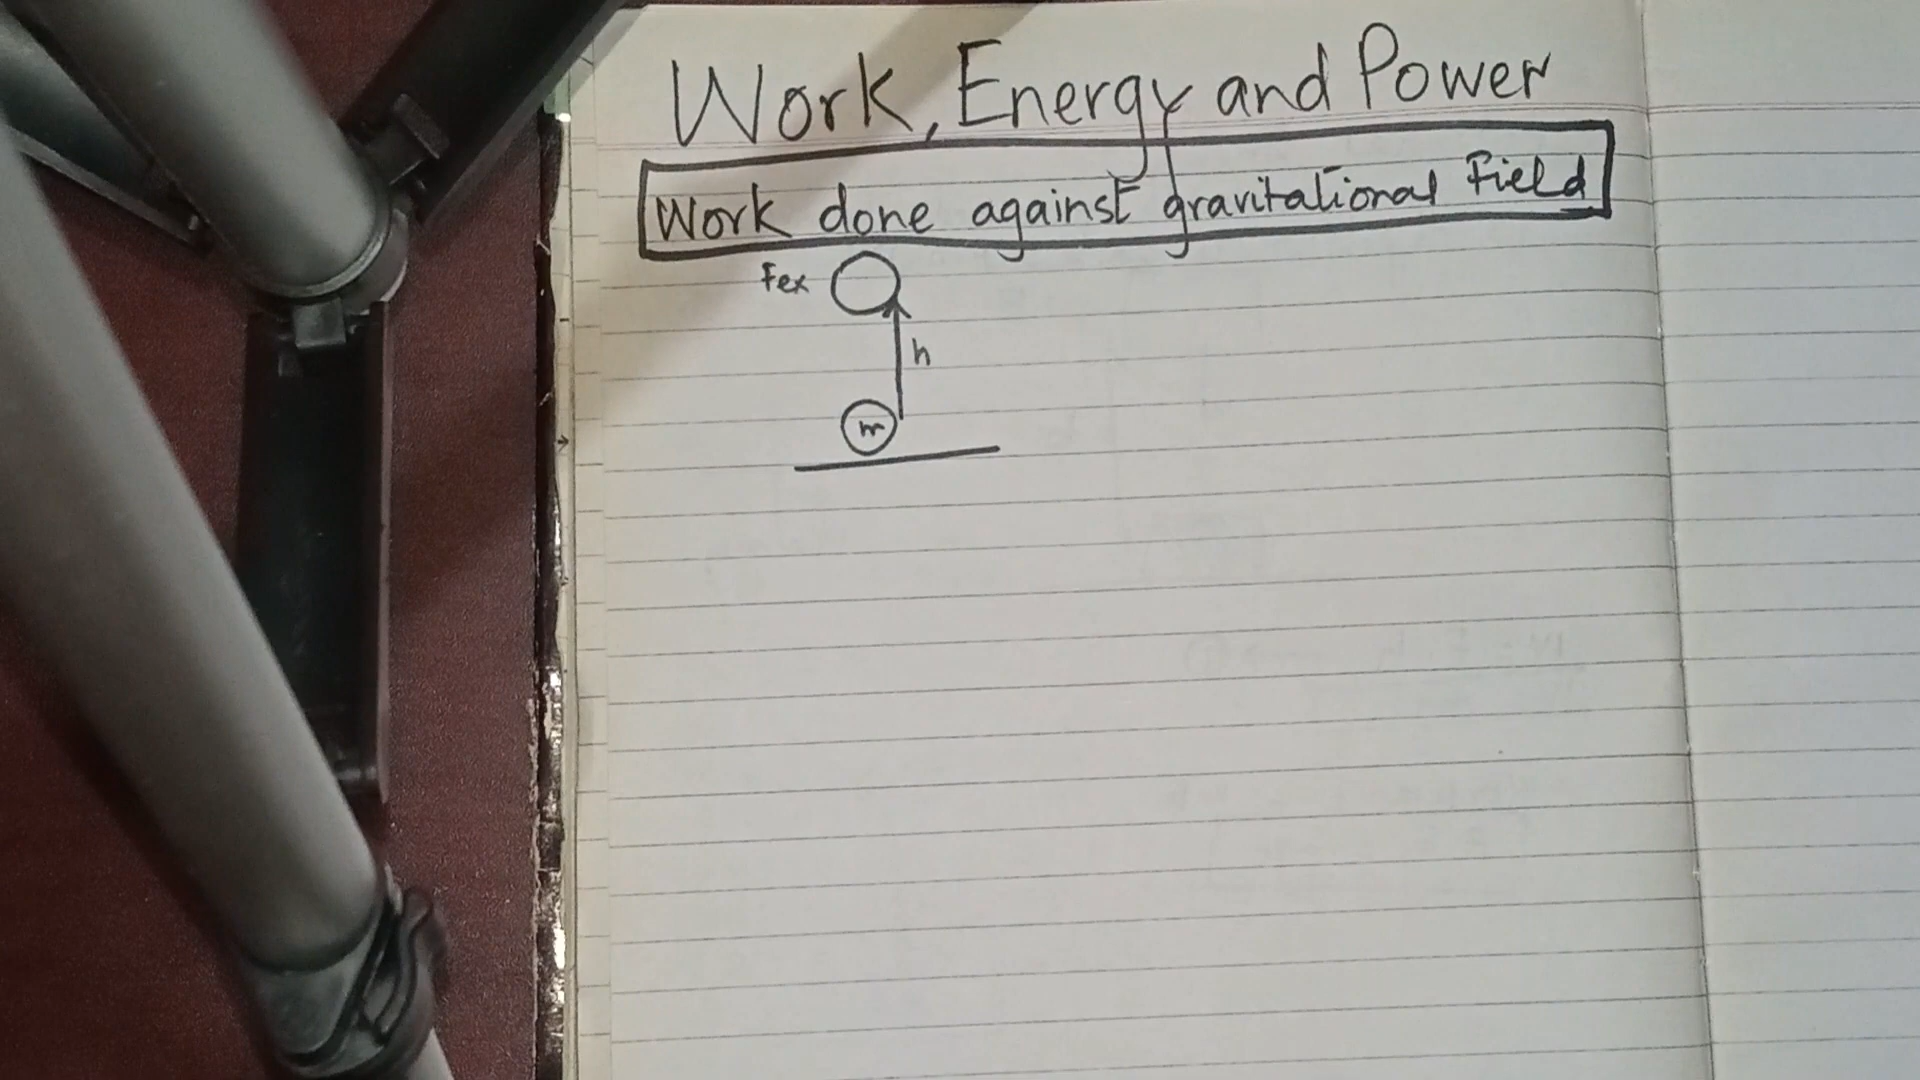 Work, Energy and Power
Work done against gravitational Field
Fex
h
m